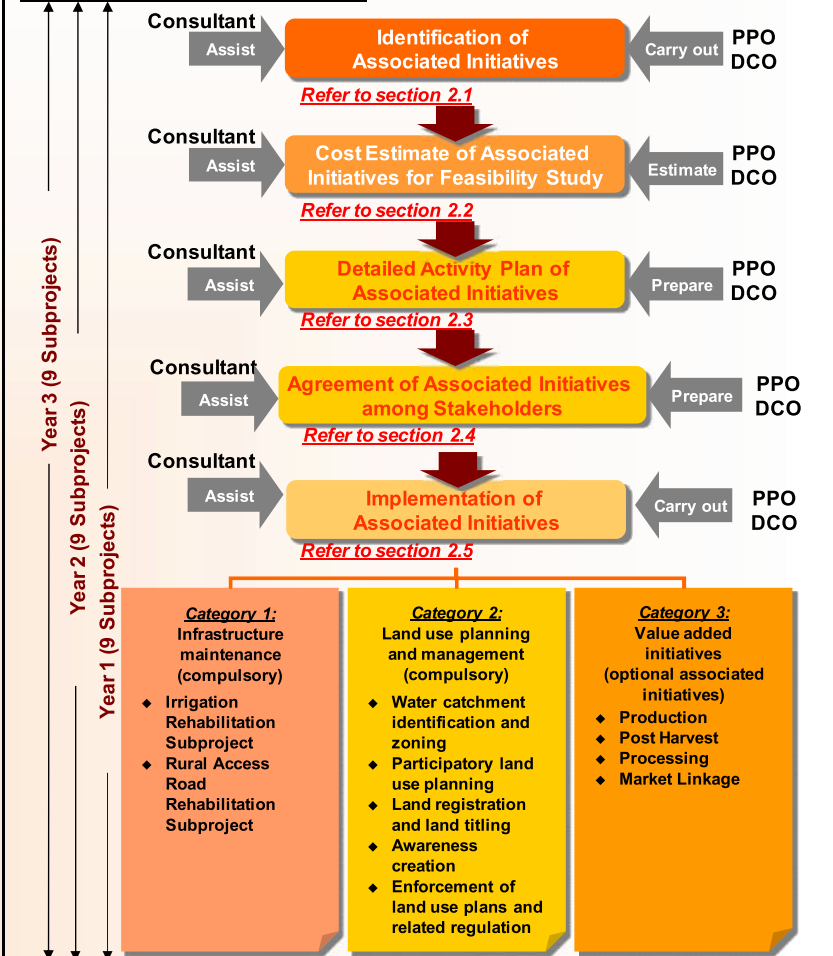 Consultant
Assist
Identification of
Associated Initiatives
Carry out
PPO
DCO
Refer to section 2.1
Consultant
Assist
Cost Estimate of Associated
Initiatives for Feasibility Study
Estimate
PPO
DCO
Refer to section 2.2
Consultant
Assist
Detailed Activity Plan of
Associated Initiatives
Prepare
PPO
DCO
Refer to section 2.3
Consultant
Assist
Agreement of Associated Initiatives
among Stakeholders
Prepare
PPO
DCO
Refer to section 2.4
Consultant
Assist
Implementation of
Associated Initiatives
Carry out
PPO
DCO
Refer to section 2.5
Year 3 (9 Subprojects)
Year 2 (9 Subprojects)
Year 1 (9 Subprojects)
Category 1:
Infrastructure
maintenance
(compulsory)
◆ Irrigation
Rehabilitation
Subproject
◆ Rural Access
Road
Rehabilitation
Subproject
Category 2:
Land use planning
and management
(compulsory)
◆ Water catchment
identification and
zoning
◆ Participatory land
use planning
◆ Land registration
and land titling
◆ Awareness
creation
◆ Enforcement of
land use plans and
related regulation
Category 3:
Value added
initiatives
(optional associated
initiatives)
◆ Production
◆ Post Harvest
◆ Processing
◆ Market Linkage